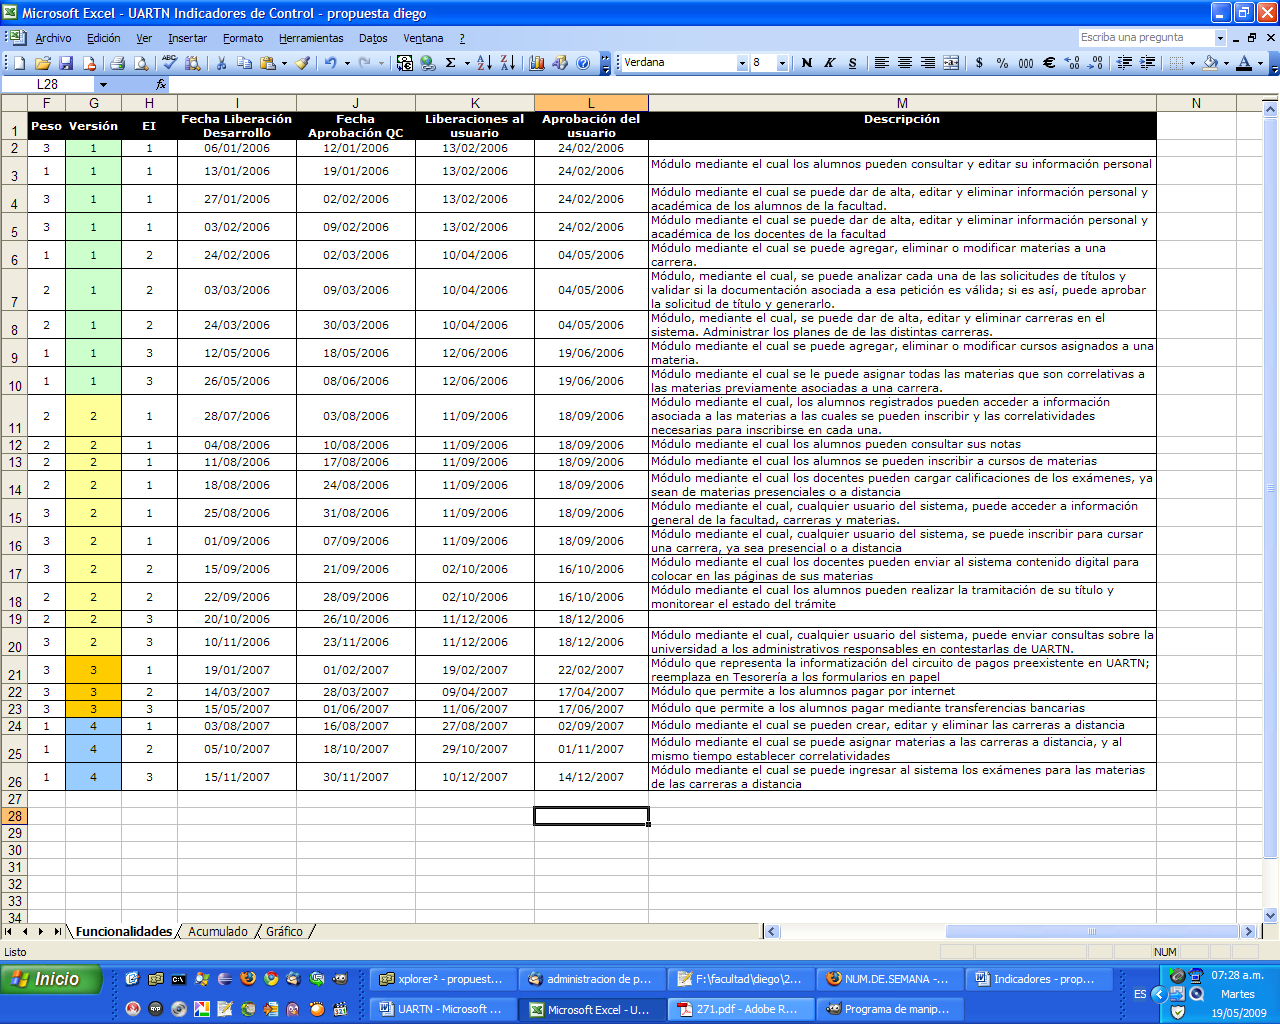 Microsoft Excel - UARTN Indicadores de Control - propuesta diego
Archivo Edición Ver Insertar Formato Herramientas Datos Ventana ? Escriba una pregunta
Verdana 8 N K S $ % 000 €
L28 fx
F G H I J K L M N
1 Peso Versión EI Fecha Liberación Desarrollo Fecha Aprobación QC Liberaciones al usuario Aprobación del usuario Descripción
2 3 1 1 06/01/2006 12/01/2006 13/02/2006 24/02/2006
3 1 1 1 13/01/2006 19/01/2006 13/02/2006 24/02/2006 Módulo mediante el cual los alumnos pueden consultar y editar su información personal
4 3 1 1 27/01/2006 02/02/2006 13/02/2006 24/02/2006 Módulo mediante el cual se puede dar de alta, editar y eliminar información personal y
académica de los alumnos de la facultad.
5 3 1 1 03/02/2006 09/02/2006 13/02/2006 24/02/2006 Módulo mediante el cual se puede dar de alta, editar y eliminar información personal y
académica de los docentes de la facultad
6 1 1 2 24/02/2006 02/03/2006 10/04/2006 04/05/2006 Módulo mediante el cual se puede agregar, eliminar o modificar materias a una
carrera.
7 2 1 2 03/03/2006 09/03/2006 10/04/2006 04/05/2006 Módulo, mediante el cual, se puede analizar cada una de las solicitudes de títulos y
validar si la documentación asociada a esa petición es válida; si es así, puede aprobar
la solicitud de título y generarlo.
8 2 1 2 24/03/2006 30/03/2006 10/04/2006 04/05/2006 Módulo, mediante el cual, se puede dar de alta, editar y eliminar carreras en el
sistema. Administrar los planes de de las distintas carreras.
9 1 1 3 12/05/2006 18/05/2006 12/06/2006 19/06/2006 Módulo mediante el cual se puede agregar, eliminar o modificar cursos asignados a una
materia.
10 1 1 3 26/05/2006 08/06/2006 12/06/2006 19/06/2006 Módulo mediante el cual se le puede asignar todas las materias que son correlativas a
las materias previamente asociadas a una carrera.
11 2 2 1 28/07/2006 03/08/2006 11/09/2006 18/09/2006 Módulo mediante el cual, los alumnos registrados pueden acceder a información
asociada a las materias a las cuales se pueden inscribir y las correlatividades
necesarias para inscribirse en cada una.
12 2 2 1 04/08/2006 10/08/2006 11/09/2006 18/09/2006 Módulo mediante el cual los alumnos pueden consultar sus notas
13 2 2 1 11/08/2006 17/08/2006 11/09/2006 18/09/2006 Módulo mediante el cual los alumnos se pueden inscribir a cursos de materias
14 2 2 1 18/08/2006 24/08/2006 11/09/2006 18/09/2006 Módulo mediante el cual los docentes pueden cargar calificaciones de los exámenes, ya
sean de materias presenciales o a distancia
15 3 2 1 25/08/2006 31/08/2006 11/09/2006 18/09/2006 Módulo mediante el cual, cualquier usuario del sistema, puede acceder a información
general de la facultad, carreras y materias.
16 3 2 1 01/09/2006 07/09/2006 11/09/2006 18/09/2006 Módulo mediante el cual, cualquier usuario del sistema, se puede inscribir para cursar
una carrera, ya sea presencial o a distancia
17 3 2 2 15/09/2006 21/09/2006 02/10/2006 16/10/2006 Módulo mediante el cual los docentes pueden enviar al sistema contenido digital para
colocar en las páginas de sus materias
18 2 2 2 22/09/2006 28/09/2006 02/10/2006 16/10/2006 Módulo mediante el cual los alumnos pueden realizar la tramitación de su título y
monitorear el estado del trámite
19 2 2 3 20/10/2006 26/10/2006 11/12/2006 18/12/2006
20 3 2 3 10/11/2006 23/11/2006 11/12/2006 18/12/2006 Módulo mediante el cual, cualquier usuario del sistema, puede enviar consultas sobre la
universidad a los administrativos responsables en contestarlas de UARTN.
21 3 3 1 19/01/2007 01/02/2007 19/02/2007 22/02/2007 Módulo que representa la informatización del circuito de pagos preexistente en UARTN;
reemplaza en Tesorería a los formularios en papel
22 3 3 2 14/03/2007 28/03/2007 09/04/2007 17/04/2007 Módulo que permite a los alumnos pagar por internet
23 3 3 3 15/05/2007 01/06/2007 11/06/2007 17/06/2007 Módulo que permite a los alumnos pagar mediante transferencias bancarias
24 1 4 1 03/08/2007 16/08/2007 27/08/2007 02/09/2007 Módulo mediante el cual se pueden crear, editar y eliminar las carreras a distancia
25 1 4 2 05/10/2007 18/10/2007 29/10/2007 01/11/2007 Módulo mediante el cual se puede asignar materias a las carreras a distancia, y al
mismo tiempo establecer correlatividades
26 1 4 3 15/11/2007 30/11/2007 10/12/2007 14/12/2007 Módulo mediante el cual se puede ingresar al sistema los exámenes para las materias
de las carreras a distancia
27
28
29
30
31
32
33
34
Funcionalidades Acumulado Gráfico
Listo NUM
Inicio xplorer² - propuest... administracion de p... F:\facultad\diego\2... NUM.DE.SEMANA -... Indicadores - prop... 07:28 a.m.
ES Martes
UARTN - Microsoft ... Microsoft Excel - U... 271.pdf - Adobe R... Programa de manip... 19/05/2009